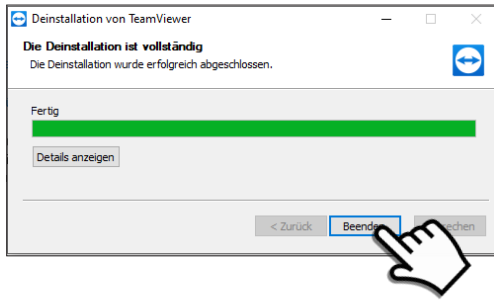 Deinstallation von TeamViewer
Die Deinstallation ist vollständig
Die Deinstallation wurde erfolgreich abgeschlossen.
Fertig
Details anzeigen
< Zurück